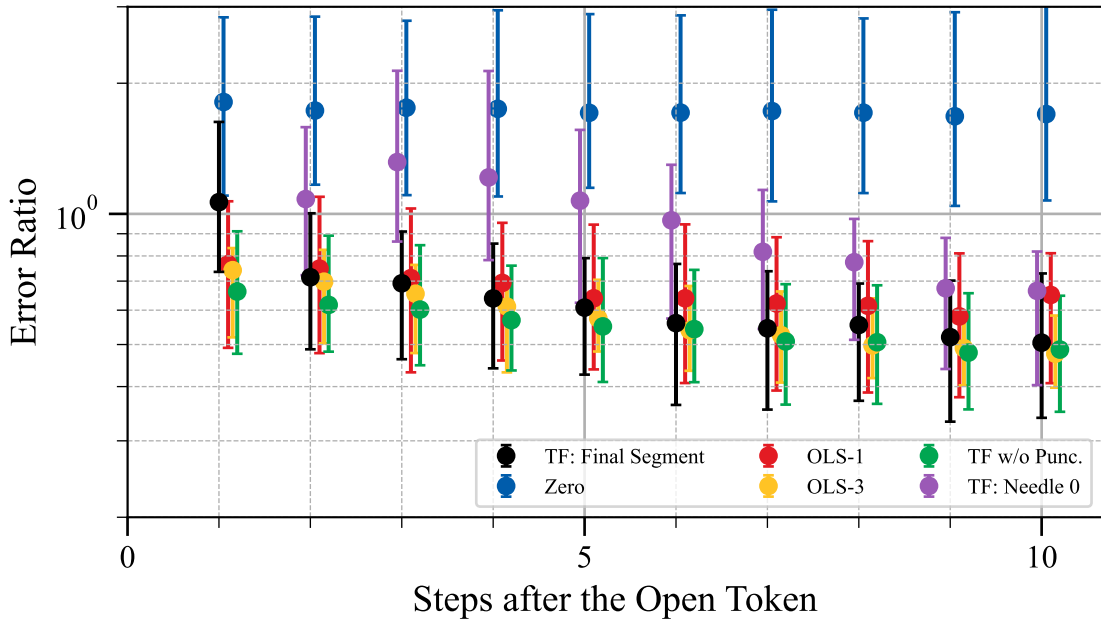 Error Ratio
10⁰
TF: Final Segment
Zero
OLS-1
OLS-3
TF w/o Punc.
TF: Needle 0
0 5 10
Steps after the Open Token